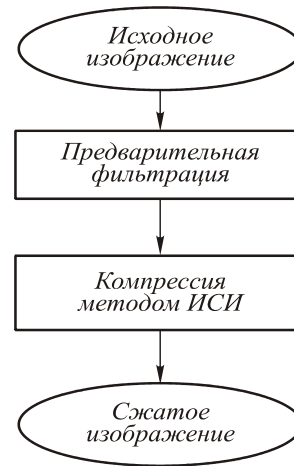 Исходное
изображение
Предварительная
фильтрация
Компрессия
методом ИСИ
Сжатое
изображение